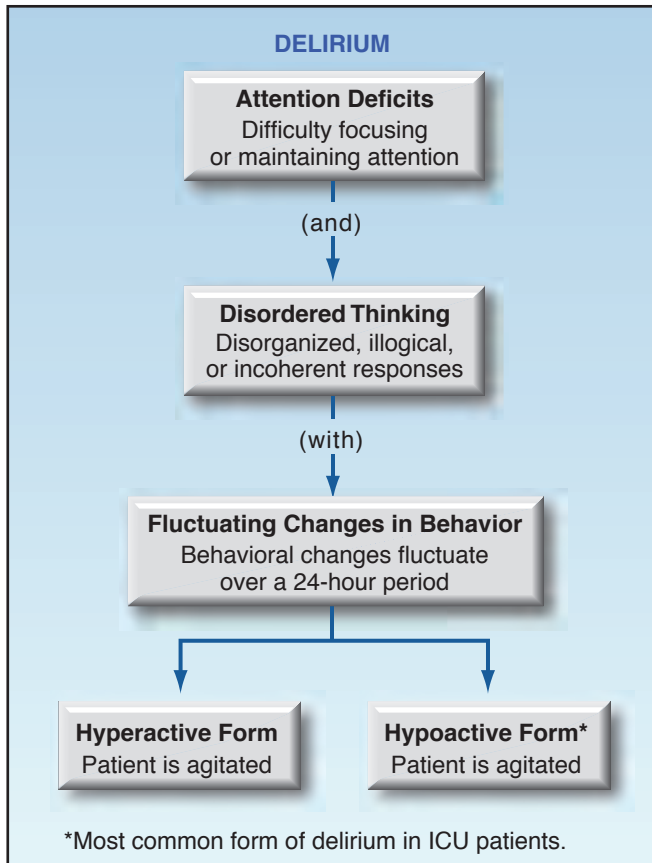 DELIRIUM
Attention Deficits
Difficulty focusing
or maintaining attention
(and)
Disordered Thinking
Disorganized, illogical,
or incoherent responses
(with)
Fluctuating Changes in Behavior
Behavioral changes fluctuate
over a 24-hour period
Hyperactive Form
Patient is agitated
Hypoactive Form*
Patient is agitated
*Most common form of delirium in ICU patients.